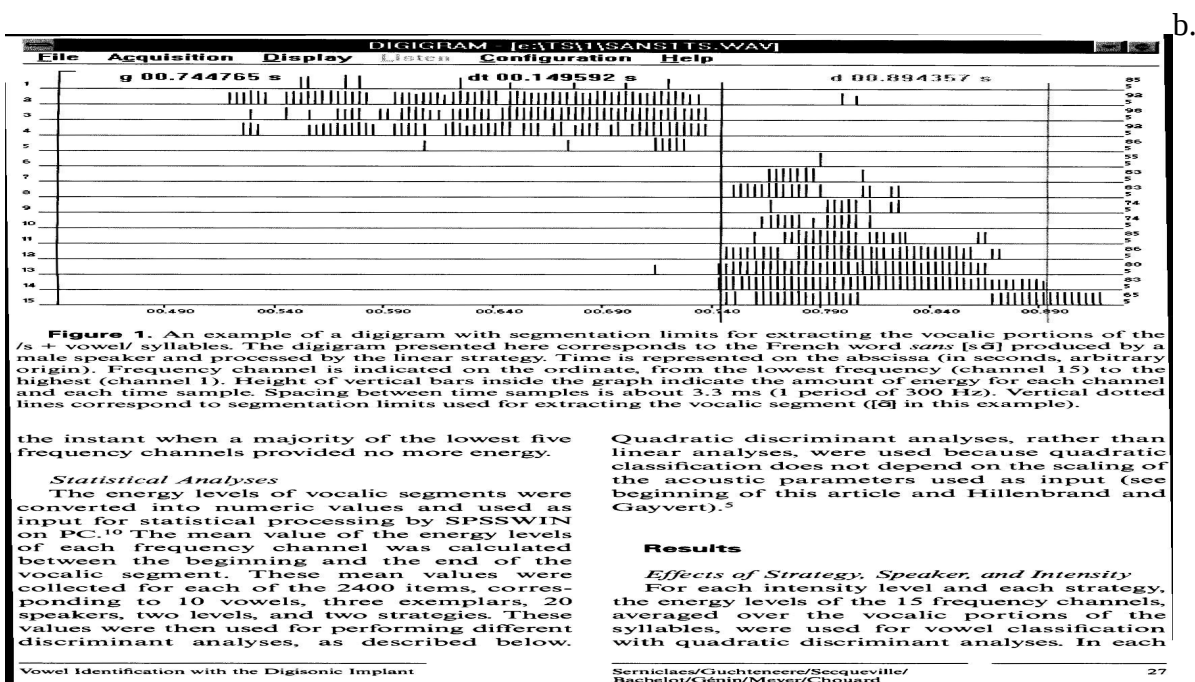 b.
DIGIGRAM - [c:\TS\1\SANS1TS.WAV]
File Acquisition Display Listen Configuration Help
g 00.744765 s dt 00.149592 s d 00.894357 s
1 85
s
2 92
s
3 96
s
4 92
s
5 86
s
6 55
s
7 83
s
8 83
s
9 74
s
10 74
s
11 85
s
12 86
s
13 80
s
14 83
s
15 65
s
00.490 00.540 00.590 00.640 00.690 00.740 00.790 00.840 00.890
Figure 1. An example of a digigram with segmentation limits for extracting the vocalic portions of the
/s + vowel/ syllables. The digigram presented here corresponds to the French word sans [sɑ̃] produced by a
male speaker and processed by the linear strategy. Time is represented on the abscissa (in seconds, arbitrary
origin). Frequency channel is indicated on the ordinate, from the lowest frequency (channel 15) to the
highest (channel 1). Height of vertical bars inside the graph indicate the amount of energy for each channel
and each time sample. Spacing between time samples is about 3.3 ms (1 period of 300 Hz). Vertical dotted
lines correspond to segmentation limits used for extracting the vocalic segment ([ɑ̃] in this example).
the instant when a majority of the lowest five
frequency channels provided no more energy.
Statistical Analyses
The energy levels of vocalic segments were
converted into numeric values and used as
input for statistical processing by SPSSWIN
on PC.¹⁰ The mean value of the energy levels
of each frequency channel was calculated
between the beginning and the end of the
vocalic segment. These mean values were
collected for each of the 2400 items, corres-
ponding to 10 vowels, three exemplars, 20
speakers, two levels, and two strategies. These
values were then used for performing different
discriminant analyses, as described below.
Quadratic discriminant analyses, rather than
linear analyses, were used because quadratic
classification does not depend on the scaling of
the acoustic parameters used as input (see
beginning of this article and Hillenbrand and
Gayvert).⁵
Results
Effects of Strategy, Speaker, and Intensity
For each intensity level and each strategy,
the energy levels of the 15 frequency channels,
averaged over the vocalic portions of the
syllables, were used for vowel classification
with quadratic discriminant analyses. In each
Vowel Identification with the Digisonic Implant
Serniclaes/Guchteneere/Secqueville/
Bachelot/Génin/Meyer/Chouard
27